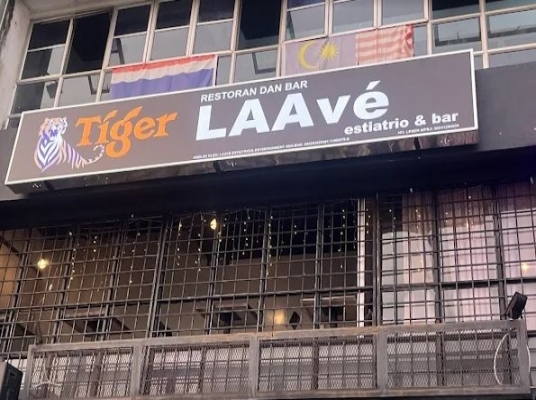 RESTORAN DAN BAR
Tiger LAAvé
estiatrio & bar